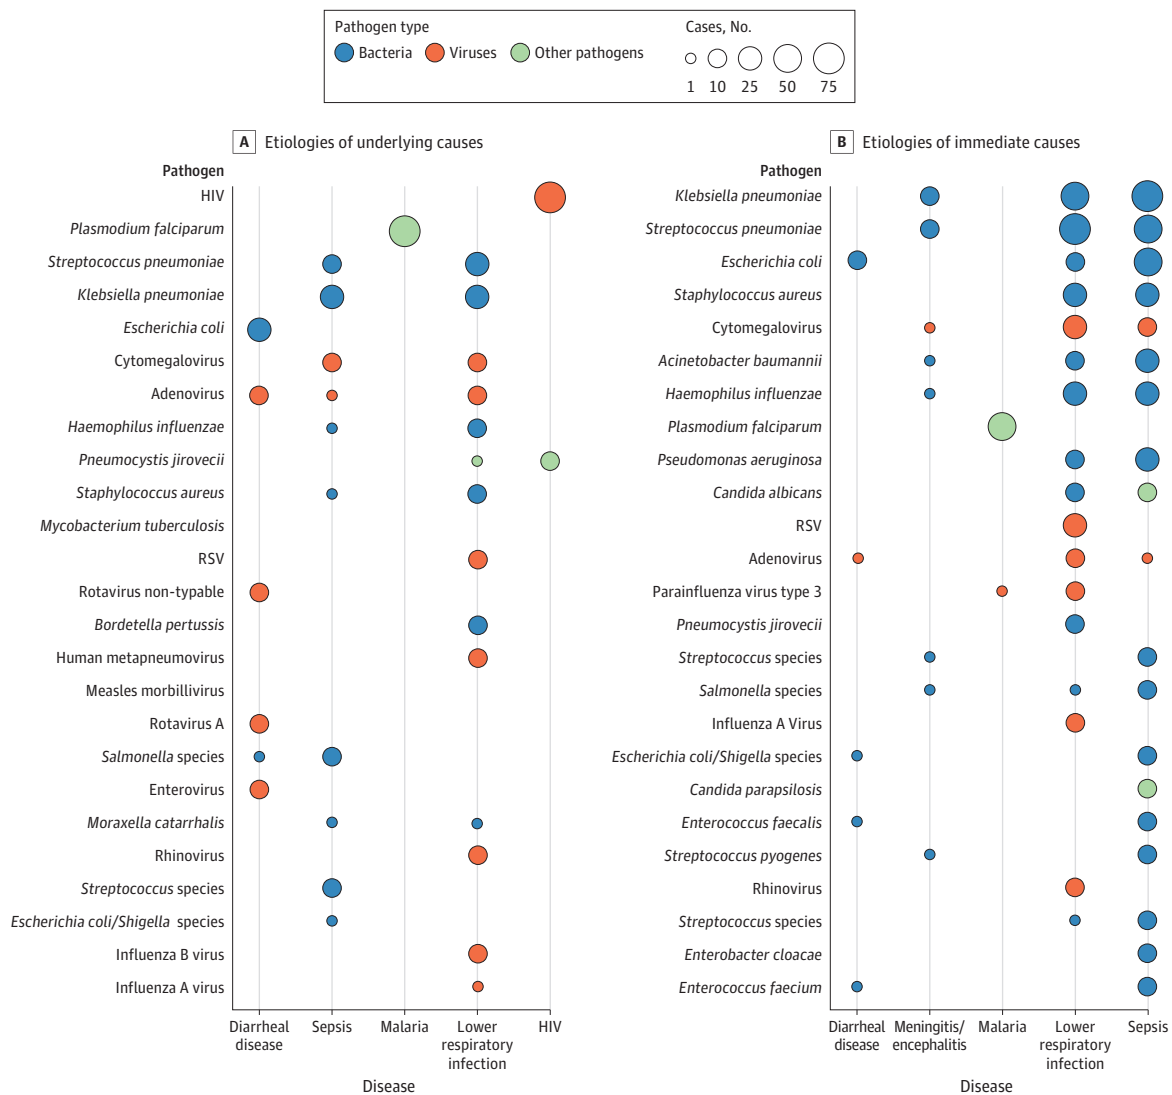 Pathogen type
Bacteria
Viruses
Other pathogens
Cases, No.
1 10 25 50 75
A Etiologies of underlying causes
Pathogen
HIV
Plasmodium falciparum
Streptococcus pneumoniae
Klebsiella pneumoniae
Escherichia coli
Cytomegalovirus
Adenovirus
Haemophilus influenzae
Pneumocystis jirovecii
Staphylococcus aureus
Mycobacterium tuberculosis
RSV
Rotavirus non-typable
Bordetella pertussis
Human metapneumovirus
Measles morbillivirus
Rotavirus A
Salmonella species
Enterovirus
Moraxella catarrhalis
Rhinovirus
Streptococcus species
Escherichia coli/Shigella species
Influenza B virus
Influenza A virus
Diarrheal
disease
Sepsis
Malaria
Lower
respiratory
infection
HIV
Disease
B Etiologies of immediate causes
Pathogen
Klebsiella pneumoniae
Streptococcus pneumoniae
Escherichia coli
Staphylococcus aureus
Cytomegalovirus
Acinetobacter baumannii
Haemophilus influenzae
Plasmodium falciparum
Pseudomonas aeruginosa
Candida albicans
RSV
Adenovirus
Parainfluenza virus type 3
Pneumocystis jirovecii
Streptococcus species
Salmonella species
Influenza A Virus
Escherichia coli/Shigella species
Candida parapsilosis
Enterococcus faecalis
Streptococcus pyogenes
Rhinovirus
Streptococcus species
Enterobacter cloacae
Enterococcus faecium
Diarrheal
disease
Meningitis/
encephalitis
Malaria
Lower
respiratory
infection
Sepsis
Disease